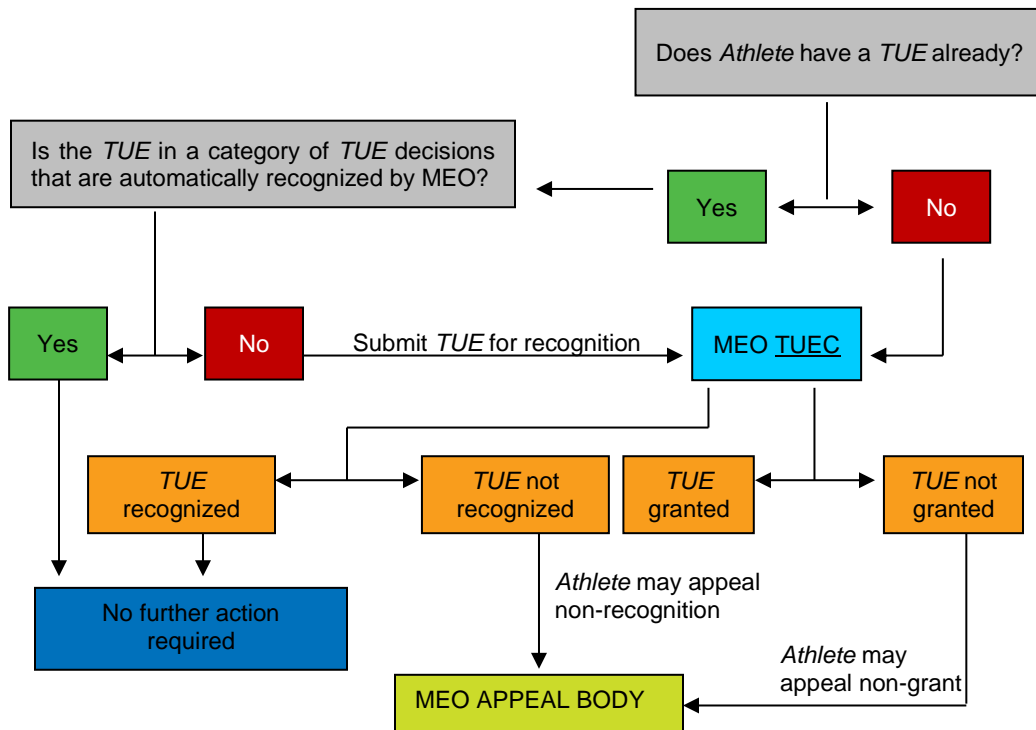 Does Athlete have a TUE already?
Is the TUE in a category of TUE decisions
that are automatically recognized by MEO?
Yes
No
Yes
No
Submit TUE for recognition
MEO TUEC
TUE
recognized
TUE not
recognized
TUE
granted
TUE not
granted
Athlete may appeal
non-recognition
No further action
required
Athlete may
appeal non-grant
MEO APPEAL BODY